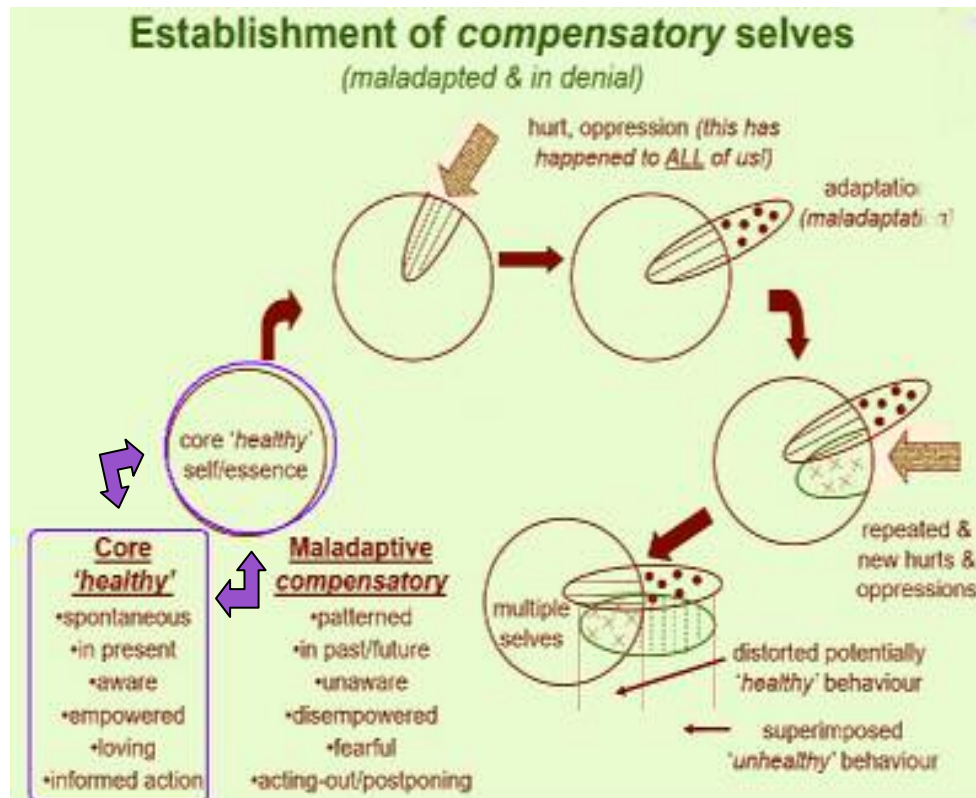 Establishment of compensatory selves
(maladapted & in denial)
hurt, oppression (this has
happened to ALL of us!)
adaptation
(maladaptation)
core 'healthy'
self/essence
repeated &
new hurts &
oppressions
multiple
selves
distorted potentially
'healthy' behaviour
superimposed
'unhealthy' behaviour
Core
'healthy'
•spontaneous
•in present
•aware
•empowered
•loving
•informed action
Maladaptive
compensatory
•patterned
•in past/future
•unaware
•disempowered
•fearful
•acting-out/postponing